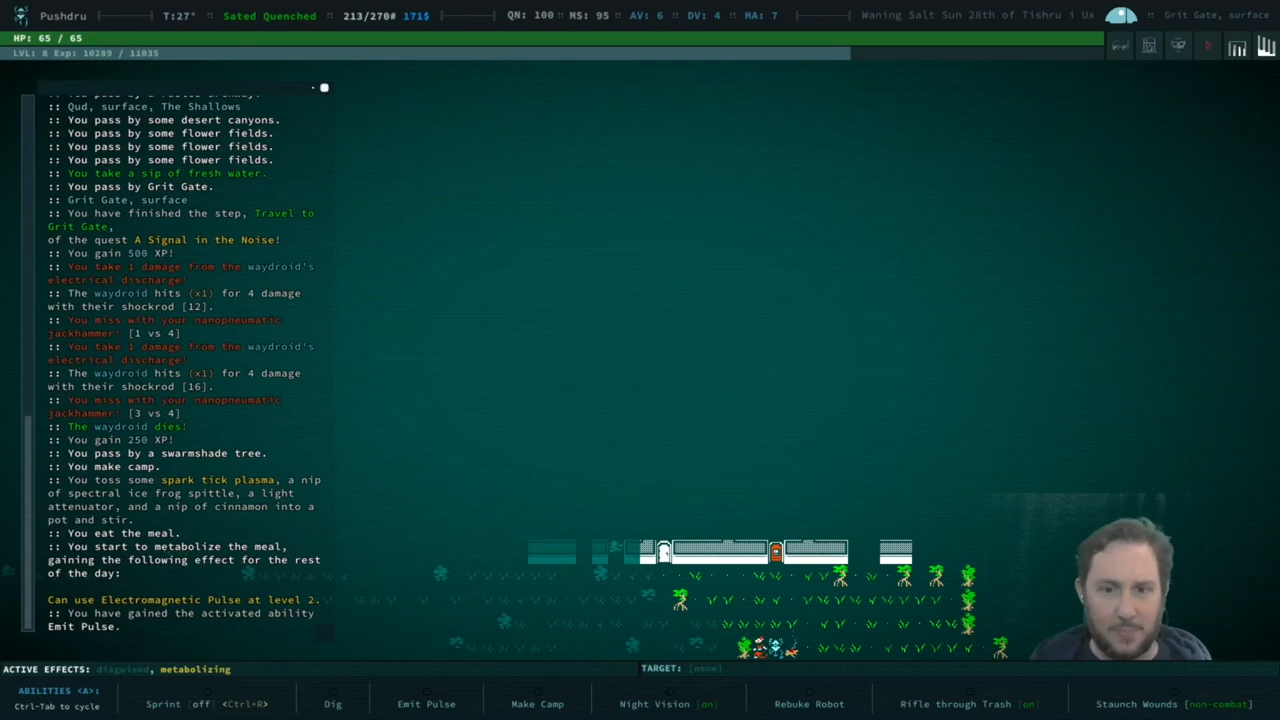 Pushdru
T:27° :: Sated Quenched :: 213/270# 171$
QN: 100 :: MS: 95 :: AV: 6 :: DV: 4 :: MA: 7
Waning Salt Sun 28th of Tishru i Ux
:: Grit Gate, surface
HP: 65 / 65
LVL: 8 Exp: 10289 / 11035
:: Qud, surface, The Shallows
:: You pass by some desert canyons.
:: You pass by some flower fields.
:: You pass by some flower fields.
:: You pass by some flower fields.
:: You take a sip of fresh water.
:: You pass by Grit Gate.
:: Grit Gate, surface
:: You have finished the step, Travel to
Grit Gate,
of the quest A Signal in the Noise!
:: You gain 500 XP!
:: You take 1 damage from the waydroid's
electrical discharge!
:: The waydroid hits (x1) for 4 damage
with their shockrod [12].
:: You miss with your nanopneumatic
jackhammer! [1 vs 4]
:: You take 1 damage from the waydroid's
electrical discharge!
:: The waydroid hits (x1) for 4 damage
with their shockrod [16].
:: You miss with your nanopneumatic
jackhammer! [3 vs 4]
:: The waydroid dies!
:: You gain 250 XP!
:: You pass by a swarmshade tree.
:: You make camp.
:: You toss some spark tick plasma, a nip
of spectral ice frog spittle, a light
attenuator, and a nip of cinnamon into a
pot and stir.
:: You eat the meal.
:: You start to metabolize the meal,
gaining the following effect for the rest
of the day:
Can use Electromagnetic Pulse at level 2.
:: You have gained the activated ability
Emit Pulse.
ACTIVE EFFECTS: disguised, metabolizing
TARGET: [none]
ABILITIES <A>:
Ctrl-Tab to cycle
Sprint [off] <Ctrl+R>
Dig
Emit Pulse
Make Camp
Night Vision [on]
Rebuke Robot
Rifle through Trash [on]
Staunch Wounds [non-combat]